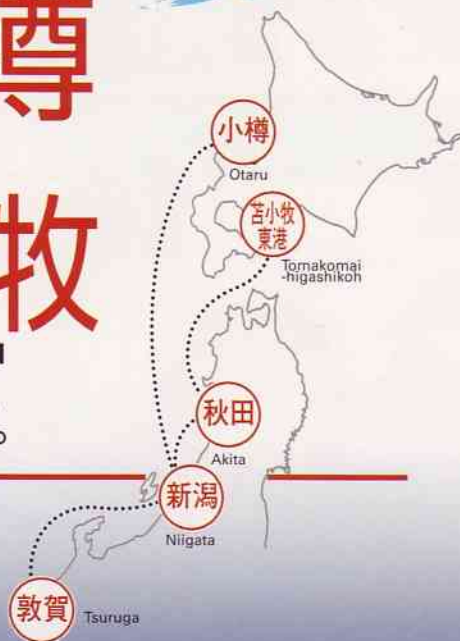 樽
牧
小樽
Otaru
苫小牧
東港
Tomakomai
-higashikoh
秋田
Akita
新潟
Niigata
敦賀
Tsuruga